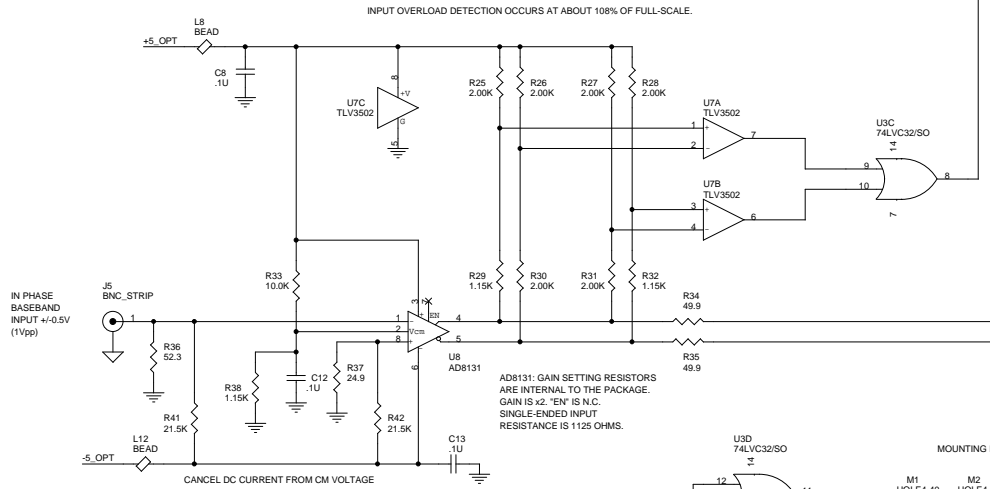 INPUT OVERLOAD DETECTION OCCURS AT ABOUT 108% OF FULL-SCALE.
L8
BEAD
+5_OPT
C8
.1U
U7C
TLV3502
8
+V
G
5
R25
2.00K
R26
2.00K
R27
2.00K
R28
2.00K
U7A
TLV3502
1
+
2
-
7
U7B
TLV3502
3
+
4
-
6
U3C
74LVC32/SO
14
9
10
8
7
R33
10.0K
R29
1.15K
R30
2.00K
R31
2.00K
R32
1.15K
R34
49.9
R35
49.9
IN PHASE
BASEBAND
INPUT +/-0.5V
(1Vpp)
J5
BNC_STRIP
1
R36
52.3
R38
1.15K
C12
.1U
R37
24.9
R41
21.5K
R42
21.5K
3
7
+
EN
1
-
2
Vcm
8
+
4
5
6
-
U8
AD8131
AD8131: GAIN SETTING RESISTORS
ARE INTERNAL TO THE PACKAGE.
GAIN IS x2. "EN" IS N.C.
SINGLE-ENDED INPUT
RESISTANCE IS 1125 OHMS.
L12
BEAD
-5_OPT
C13
.1U
CANCEL DC CURRENT FROM CM VOLTAGE
U3D
74LVC32/SO
14
12
MOUNTING
M1
M2